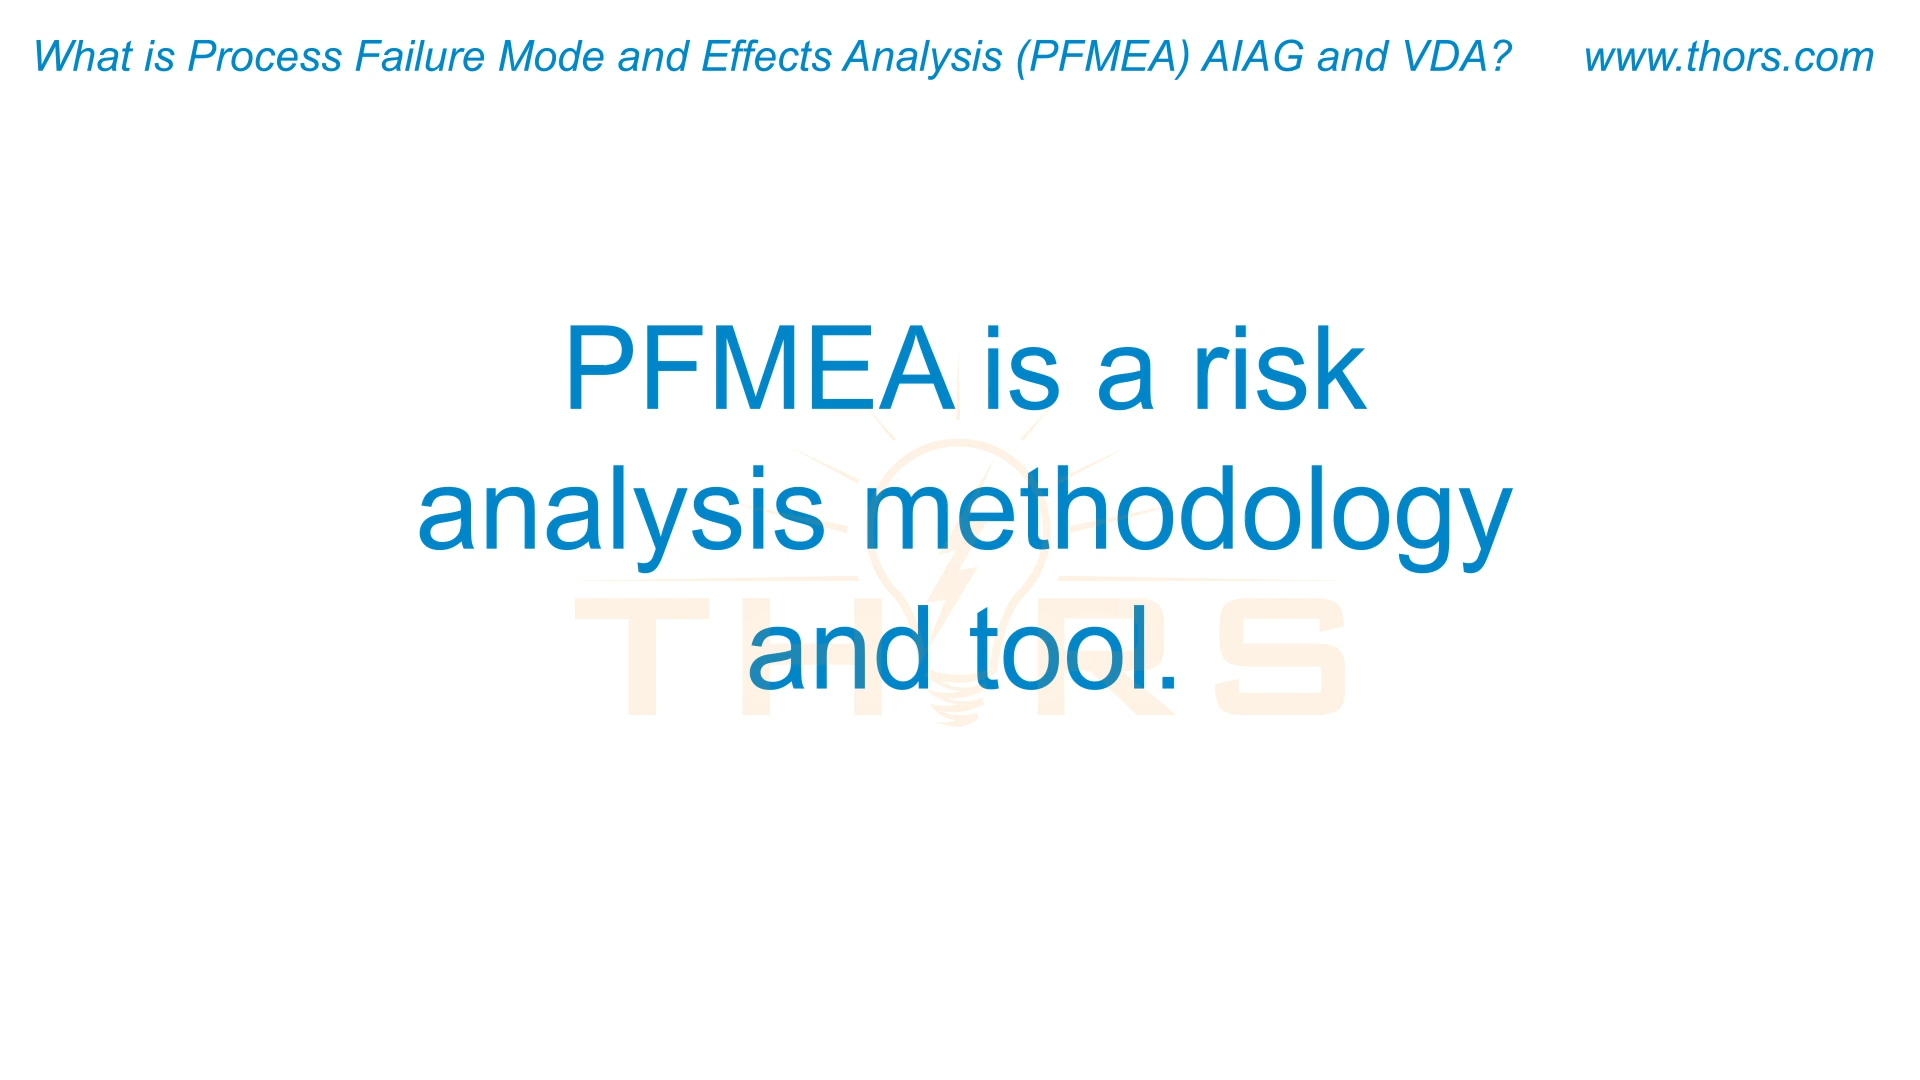 What is Process Failure Mode and Effects Analysis (PFMEA) AIAG and VDA? www.thors.com
PFMEA is a risk
analysis methodology
and tool.
THORS